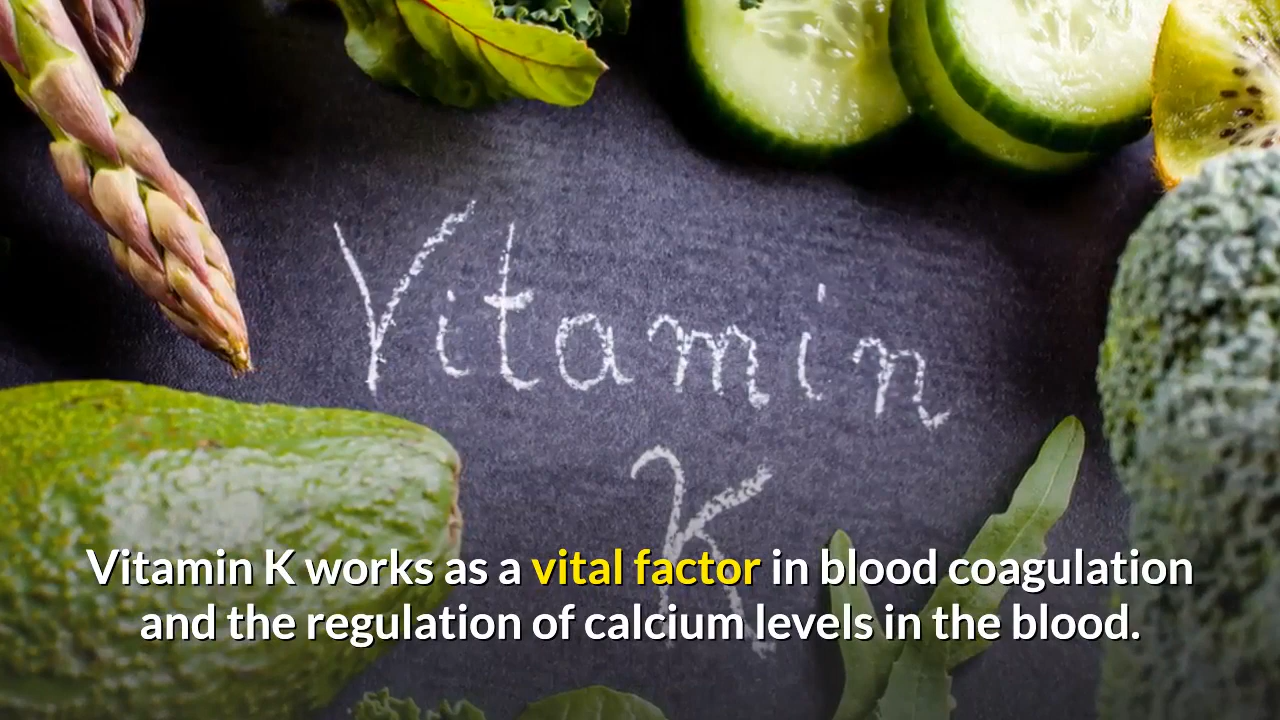 Vitamin
K
Vitamin K works as a vital factor in blood coagulation
and the regulation of calcium levels in the blood.